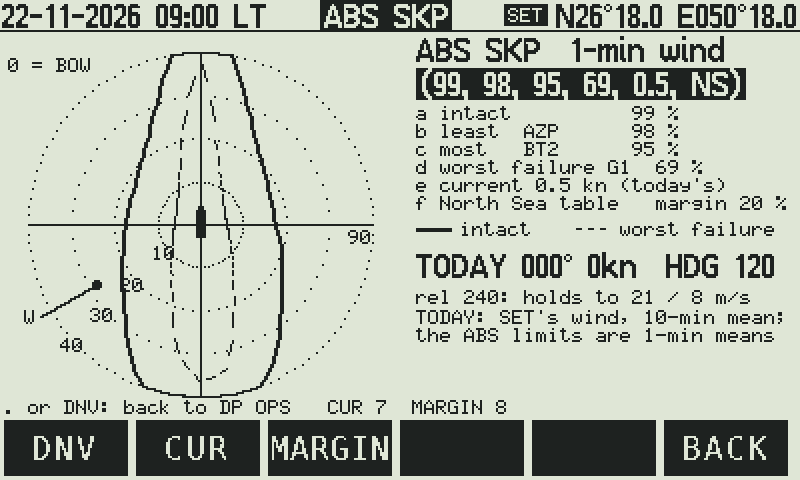 22-11-2026 09:00 LT ABS SKP SET N26°18.0 E050°18.0
0 = BOW
90
10
20
30
40
W
ABS SKP 1-min wind
(99, 98, 95, 69, 0.5, NS)
a intact 99 %
b least AZP 98 %
c most BT2 95 %
d worst failure G1 69 %
e current 0.5 kn (today's)
f North Sea table margin 20 %
intact --- worst failure
TODAY 000° 0kn HDG 120
rel 240: holds to 21 / 8 m/s
TODAY: SET's wind, 10-min mean;
the ABS limits are 1-min means
. or DNV: back to DP OPS CUR 7 MARGIN 8
DNV CUR MARGIN BACK